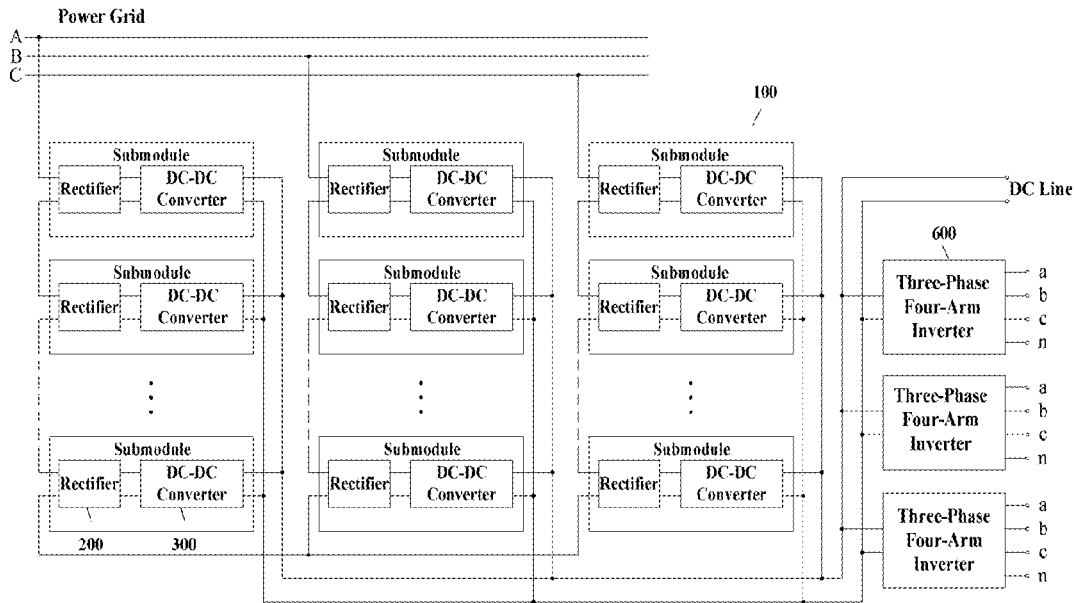 Power Grid
A
B
C
100
Submodule
Rectifier
DC-DC
Converter
Submodule
Rectifier
DC-DC
Converter
Submodule
Rectifier
DC-DC
Converter
DC Line
600
Submodule
Rectifier
DC-DC
Converter
Submodule
Rectifier
DC-DC
Converter
Submodule
Rectifier
DC-DC
Converter
Three-Phase
Four-Arm
Inverter
a
b
c
n
Three-Phase
Four-Arm
Inverter
a
b
c
n
Submodule
Rectifier
DC-DC
Converter
Submodule
Rectifier
DC-DC
Converter
Submodule
Rectifier
DC-DC
Converter
200
300
Three-Phase
Four-Arm
Inverter
a
b
c
n